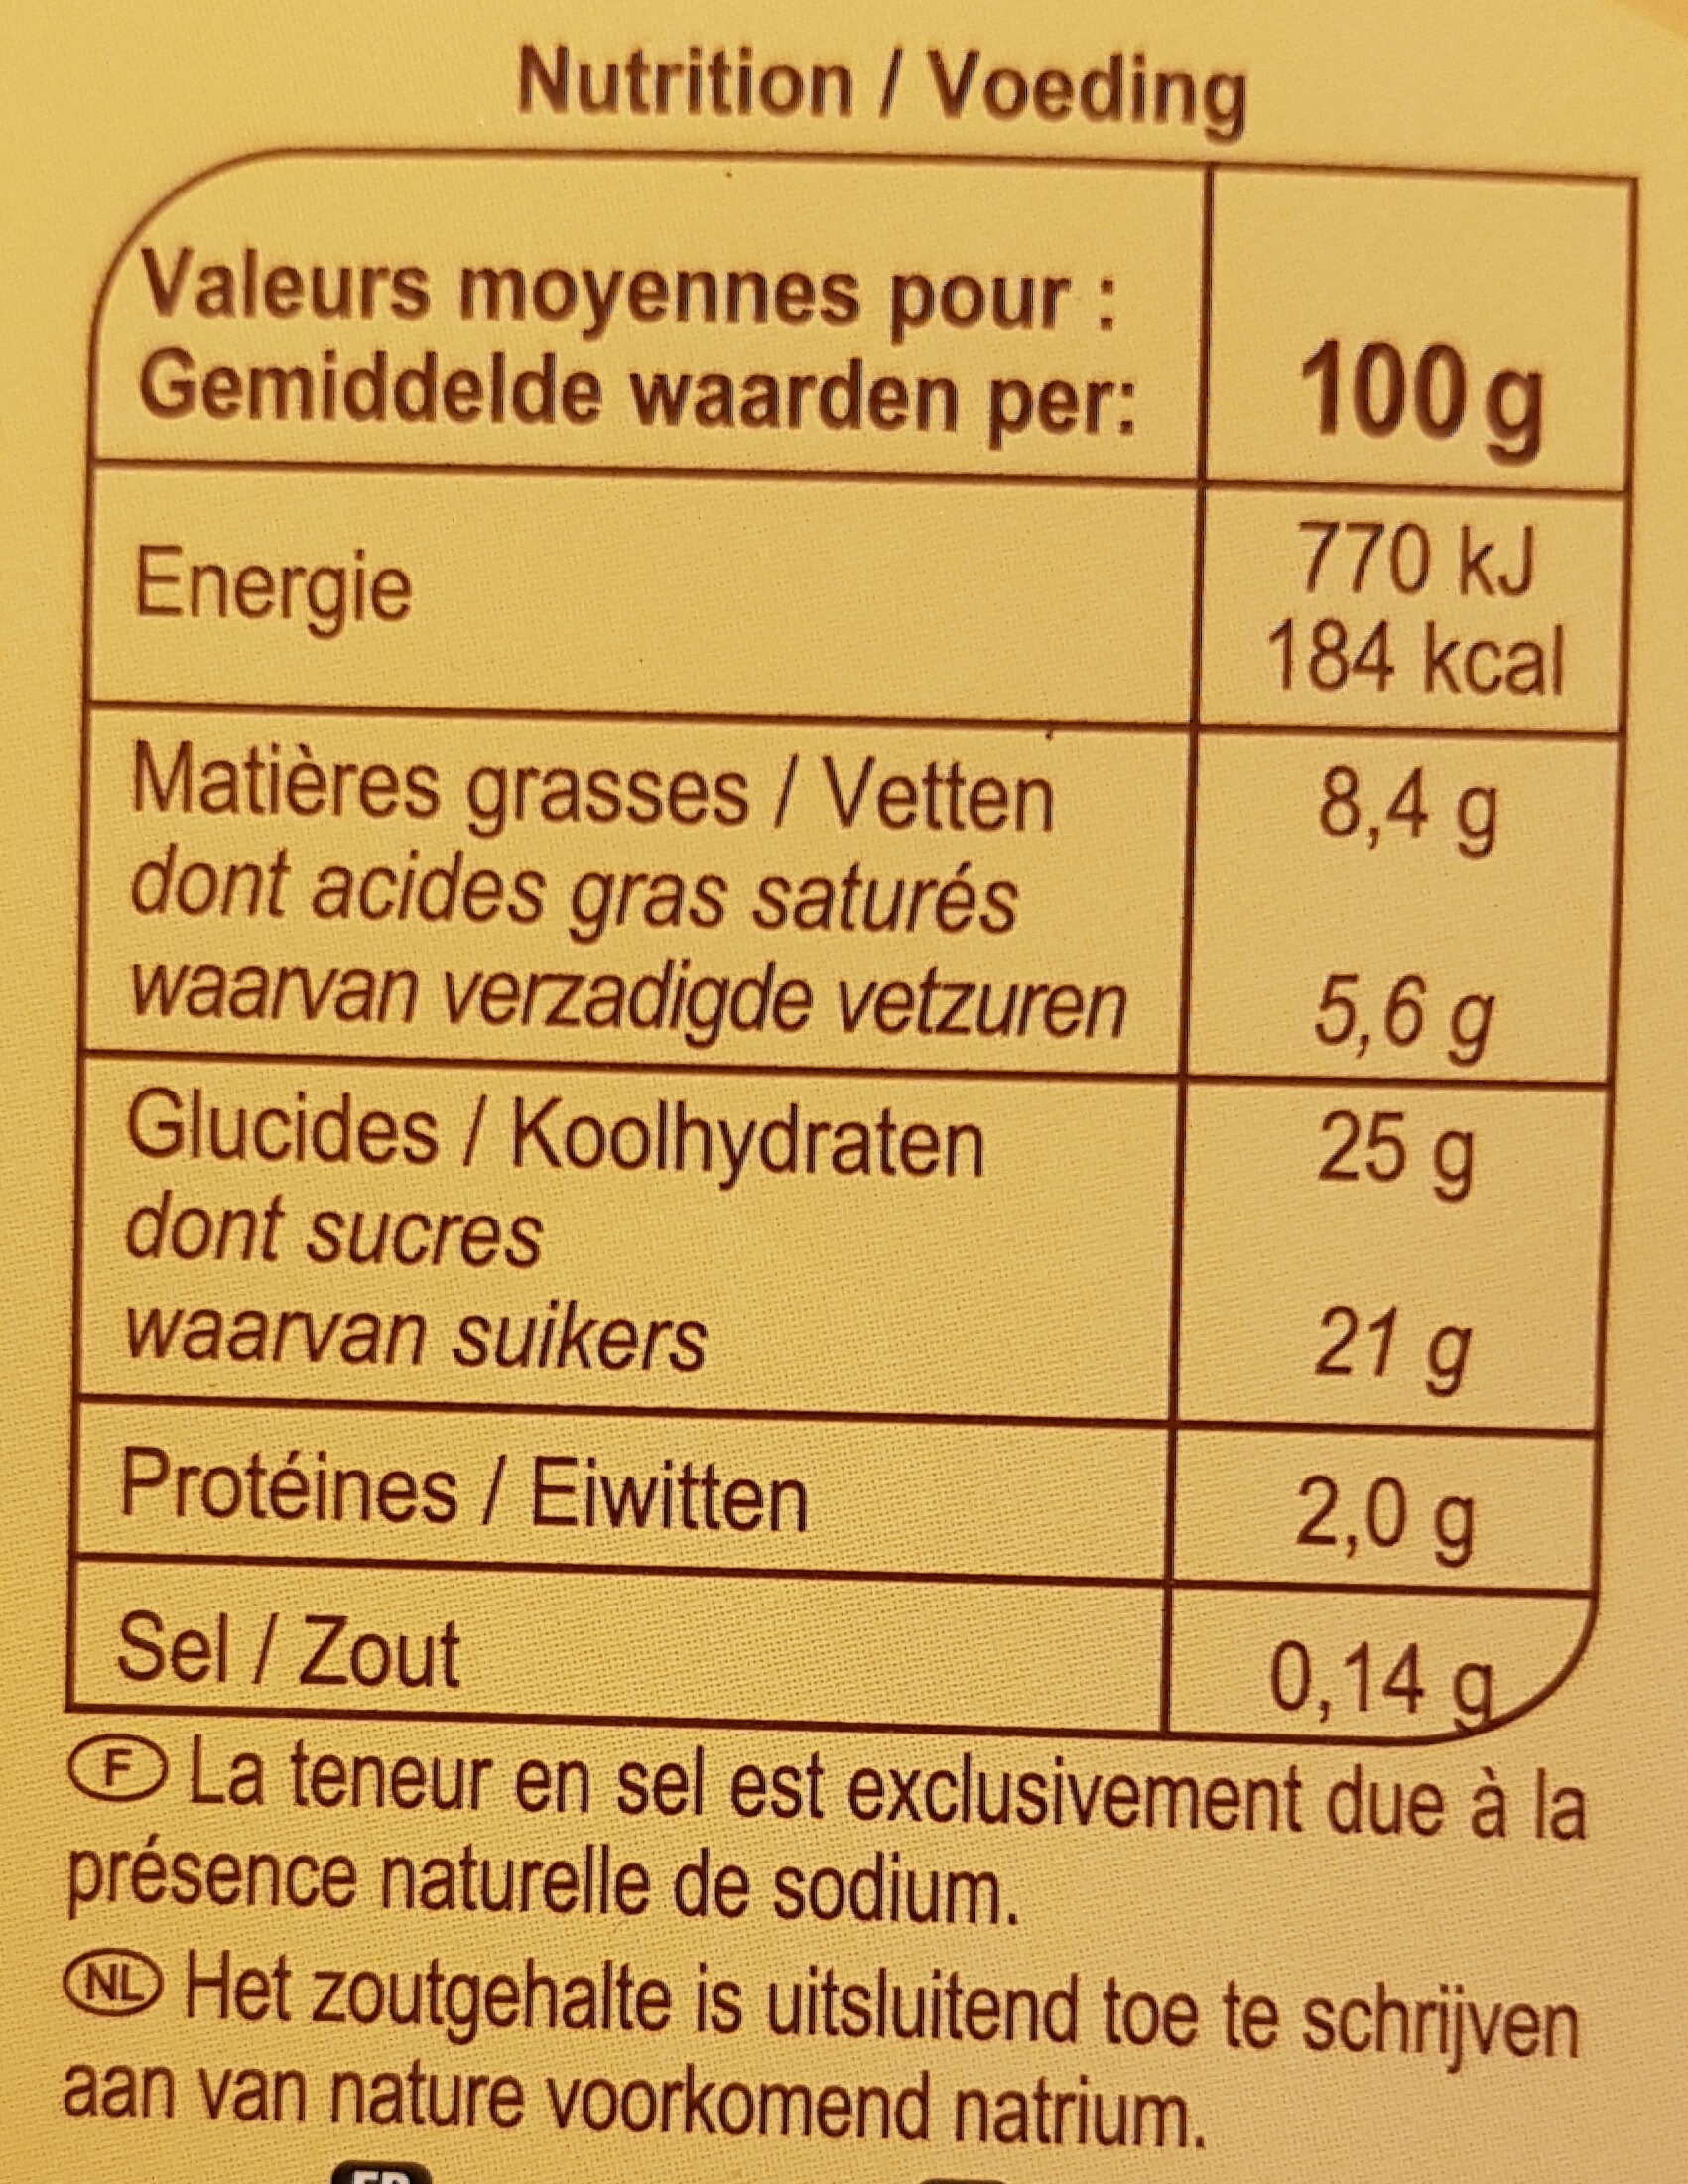 Nutrition / Voeding
Valeurs moyennes pour :
Gemiddelde waarden per:
100 g
Energie
770 kJ
184 kcal
Matières grasses / Vetten 8,4 g
dont acides gras saturés
waarvan verzadigde vetzuren 5,6 g
Glucides / Koolhydraten 25 g
dont sucres
waarvan suikers 21 g
Protéines / Eiwitten 2,0 g
Sel / Zout 0,14 g
F La teneur en sel est exclusivement due à la
présence naturelle de sodium.
NL Het zoutgehalte is uitsluitend toe te schrijven
aan van nature voorkomend natrium.